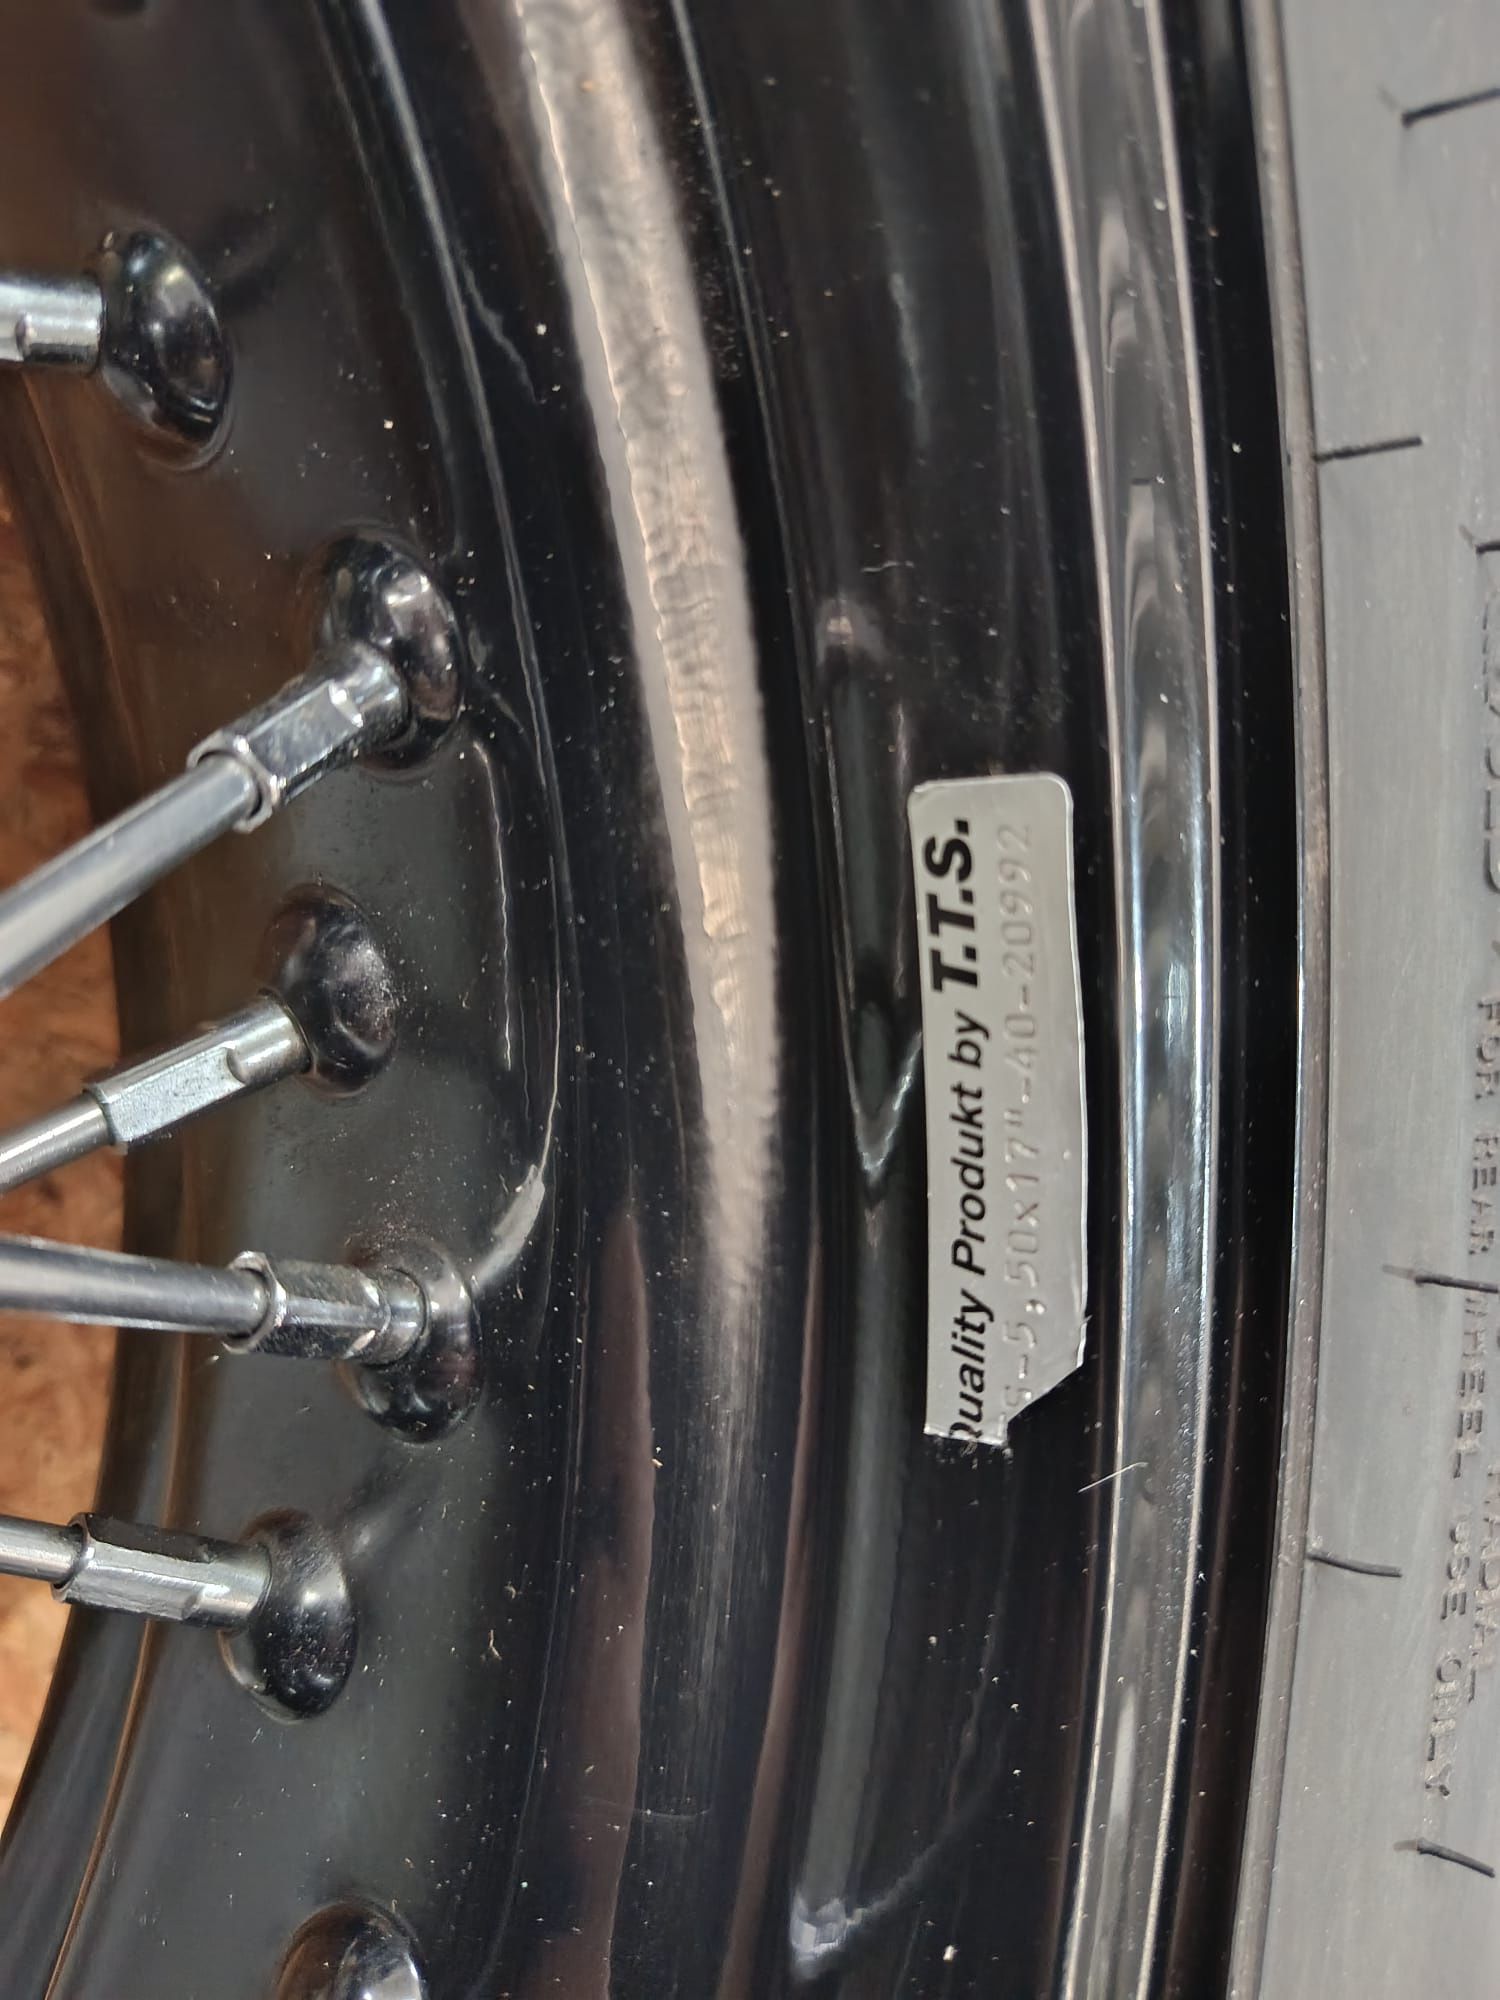 Quality Produkt by T.T.S.
-5,50x17"-40-20992
FOR REAR WHEEL USE ONLY